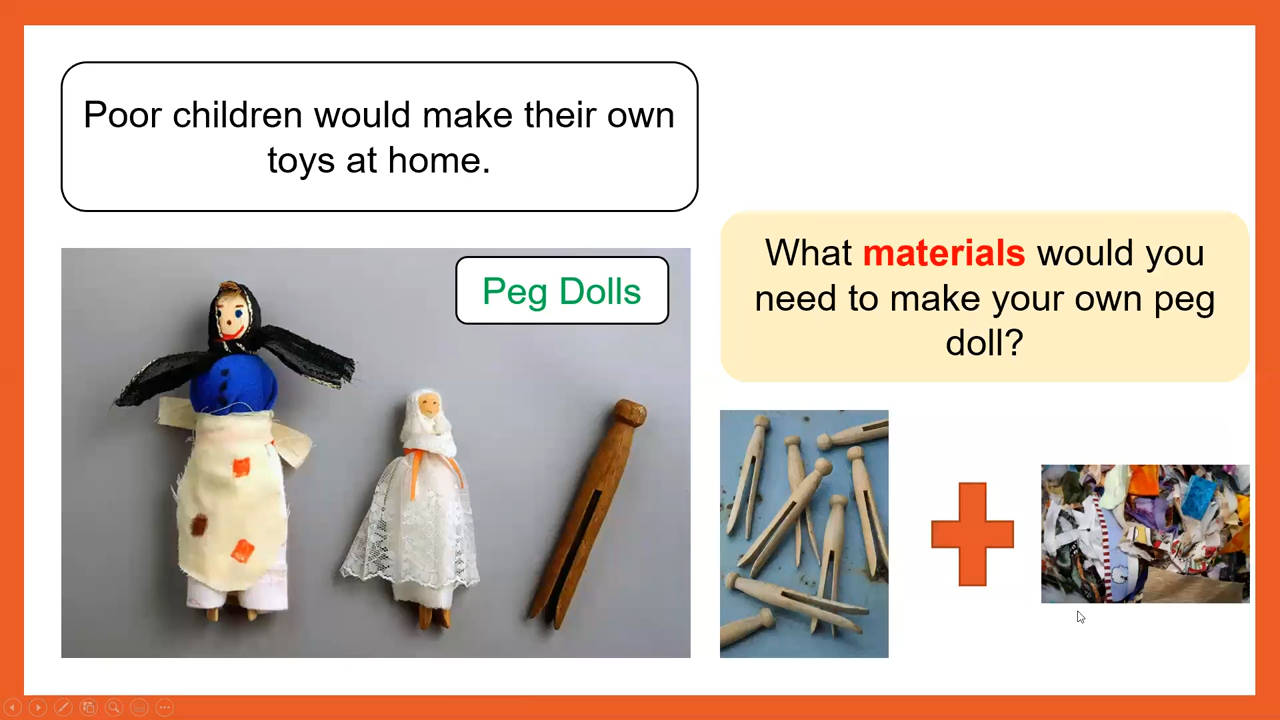 Poor children would make their own
toys at home.
Peg Dolls
What materials would you
need to make your own peg
doll?